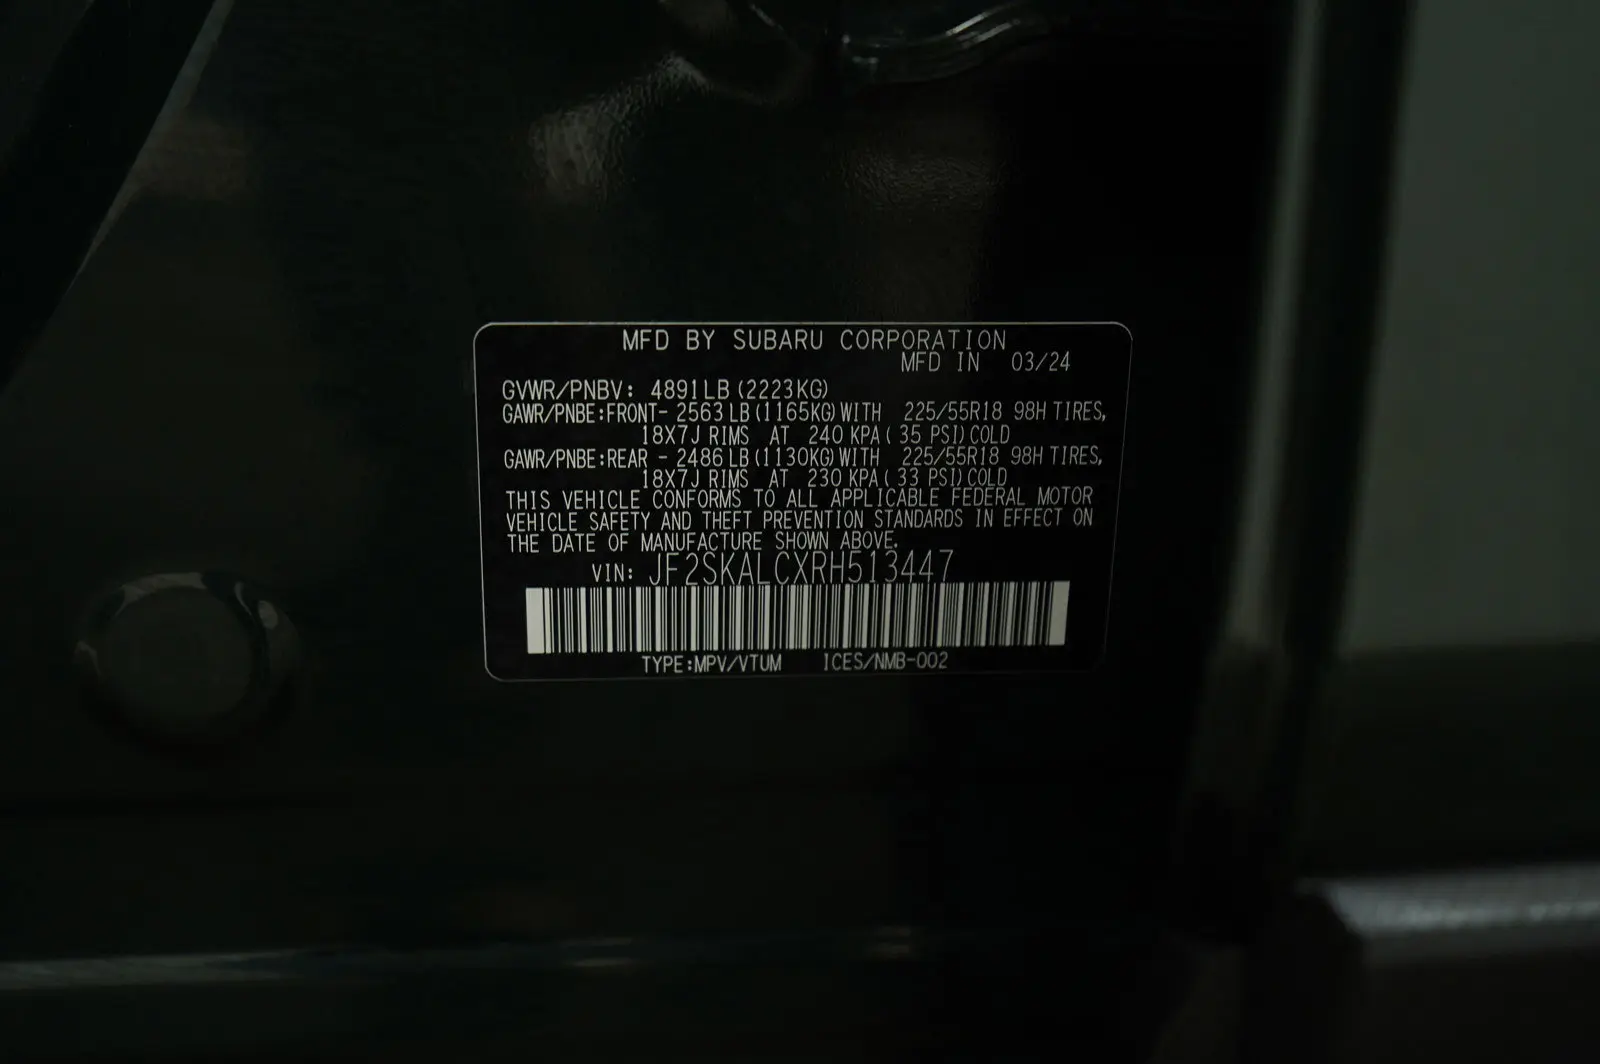 MFD BY SUBARU CORPORATION
MFD IN 03/24
GVWR/PNBV: 4891LB(2223KG)
GAWR/PNBE:FRONT- 2563LB(1165KG)WITH 225/55R18 98H TIRES,
18X7J RIMS AT 240 KPA( 35 PSI)COLD
GAWR/PNBE:REAR - 2486LB(1130KG)WITH 225/55R18 98H TIRES,
18X7J RIMS AT 230 KPA( 33 PSI)COLD
THIS VEHICLE CONFORMS TO ALL APPLICABLE FEDERAL MOTOR
VEHICLE SAFETY AND THEFT PREVENTION STANDARDS IN EFFECT ON
THE DATE OF MANUFACTURE SHOWN ABOVE.
VIN: JF2SKALCXRH513447
TYPE:MPV/VTUM ICES/NMB-002